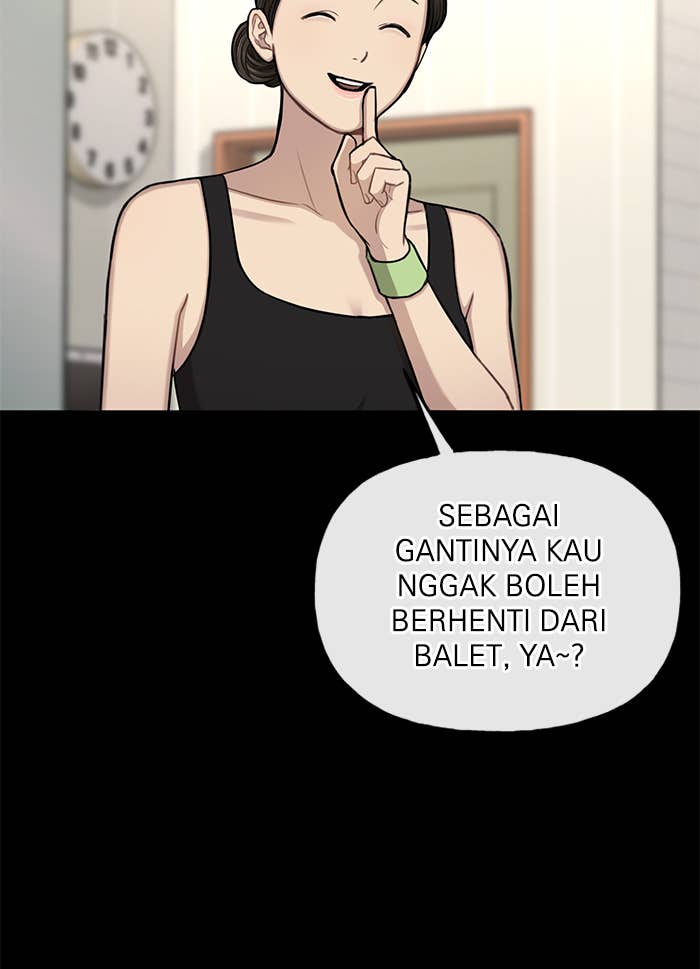 SEBAGAI
GANTINYA KAU
NGGAK BOLEH
BERHENTI DARI
BALET, YA~?